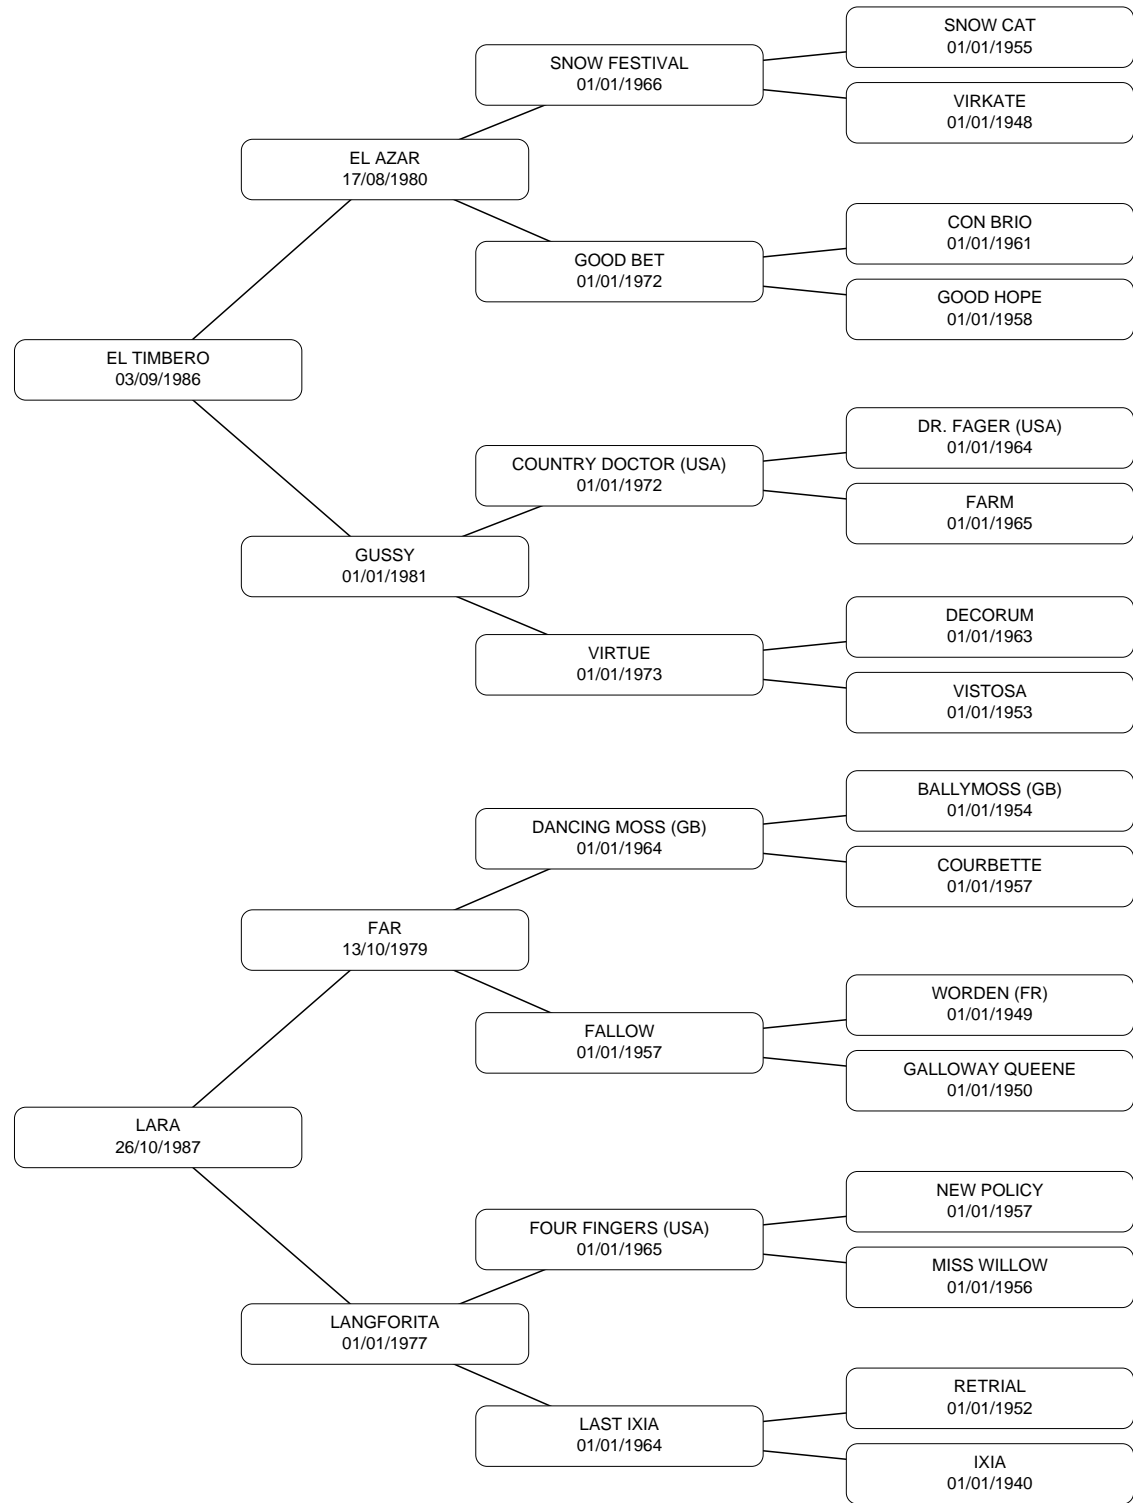 SNOW CAT
01/01/1955
SNOW FESTIVAL
01/01/1966
VIRKATE
01/01/1948
EL AZAR
17/08/1980
CON BRIO
01/01/1961
GOOD BET
01/01/1972
GOOD HOPE
01/01/1958
EL TIMBERO
03/09/1986
DR. FAGER (USA)
01/01/1964
COUNTRY DOCTOR (USA)
01/01/1972
FARM
01/01/1965
GUSSY
01/01/1981
DECORUM
01/01/1963
VIRTUE
01/01/1973
VISTOSA
01/01/1953
BALLYMOSS (GB)
01/01/1954
DANCING MOSS (GB)
01/01/1964
COURBETTE
01/01/1957
FAR
13/10/1979
WORDEN (FR)
01/01/1949
FALLOW
01/01/1957
GALLOWAY QUEENE
01/01/1950
LARA
26/10/1987
NEW POLICY
01/01/1957
FOUR FINGERS (USA)
01/01/1965
MISS WILLOW
01/01/1956
LANGFORITA
01/01/1977
RETRIAL
01/01/1952
LAST IXIA
01/01/1964
IXIA
01/01/1940